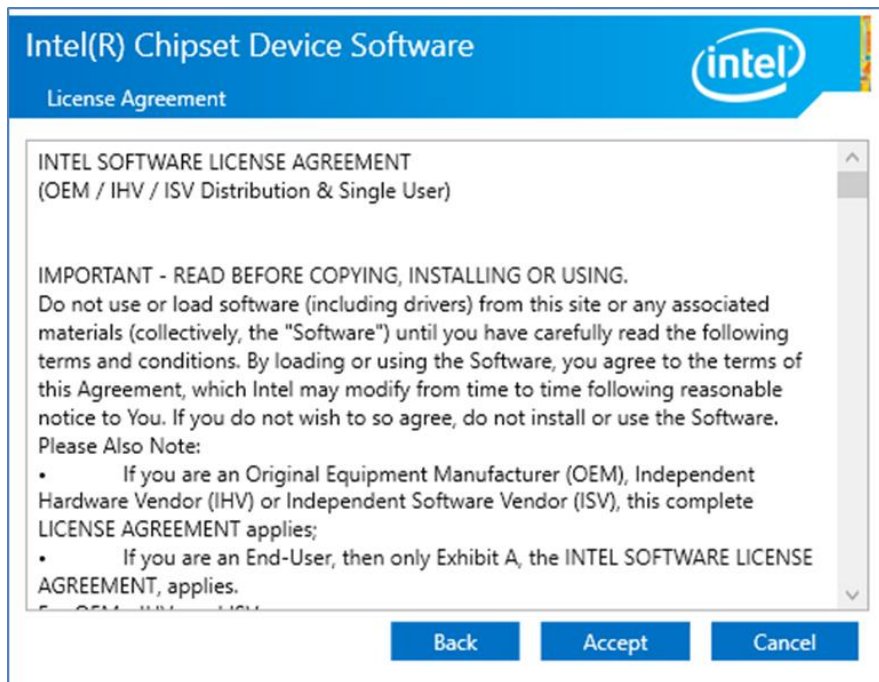 Intel(R) Chipset Device Software
intel
License Agreement
INTEL SOFTWARE LICENSE AGREEMENT
(OEM / IHV / ISV Distribution & Single User)
IMPORTANT - READ BEFORE COPYING, INSTALLING OR USING.
Do not use or load software (including drivers) from this site or any associated
materials (collectively, the "Software") until you have carefully read the following
terms and conditions. By loading or using the Software, you agree to the terms of
this Agreement, which Intel may modify from time to time following reasonable
notice to You. If you do not wish to so agree, do not install or use the Software.
Please Also Note:
• If you are an Original Equipment Manufacturer (OEM), Independent
Hardware Vendor (IHV) or Independent Software Vendor (ISV), this complete
LICENSE AGREEMENT applies;
• If you are an End-User, then only Exhibit A, the INTEL SOFTWARE LICENSE
AGREEMENT, applies.
Back Accept Cancel